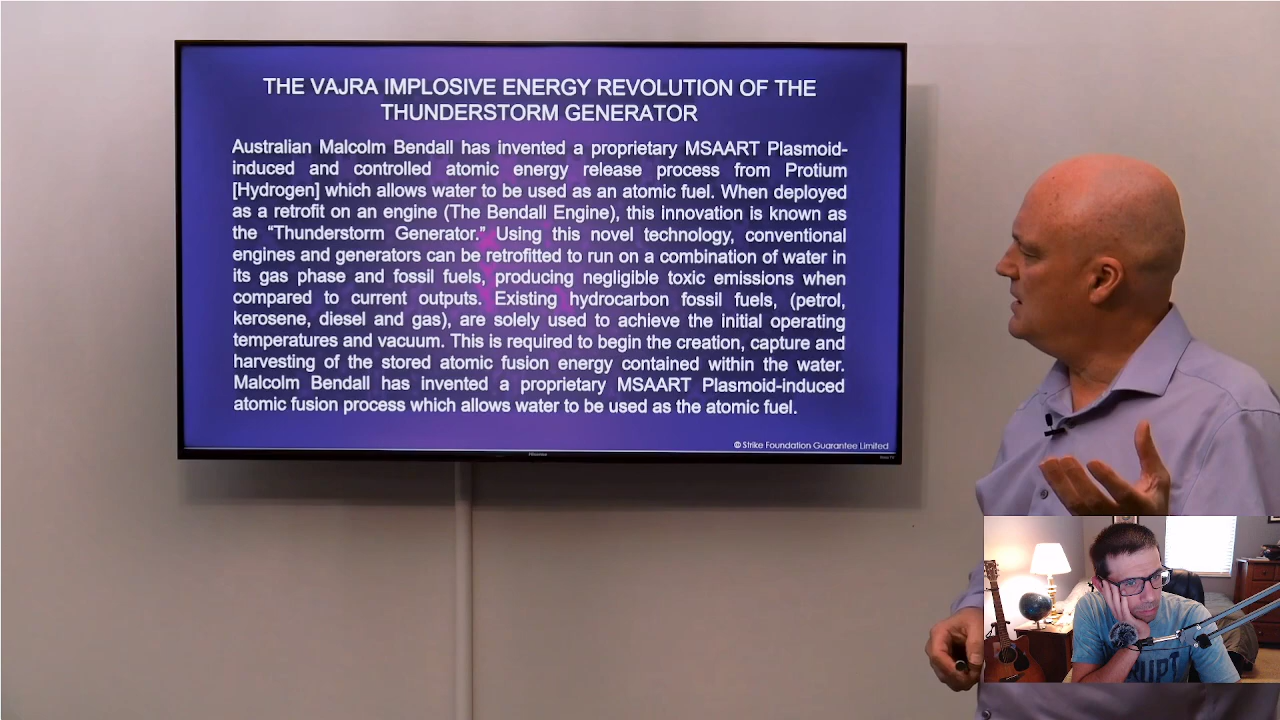 THE VAJRA IMPLOSIVE ENERGY REVOLUTION OF THE
THUNDERSTORM GENERATOR
Australian Malcolm Bendall has invented a proprietary MSAART Plasmoid-
induced and controlled atomic energy release process from Protium
[Hydrogen] which allows water to be used as an atomic fuel. When deployed
as a retrofit on an engine (The Bendall Engine), this innovation is known as
the “Thunderstorm Generator.” Using this novel technology, conventional
engines and generators can be retrofitted to run on a combination of water in
its gas phase and fossil fuels, producing negligible toxic emissions when
compared to current outputs. Existing hydrocarbon fossil fuels, (petrol,
kerosene, diesel and gas), are solely used to achieve the initial operating
temperatures and vacuum. This is required to begin the creation, capture and
harvesting of the stored atomic fusion energy contained within the water.
Malcolm Bendall has invented a proprietary MSAART Plasmoid-induced
atomic fusion process which allows water to be used as the atomic fuel.
© Strike Foundation Guarantee Limited
Hisense
Roku TV